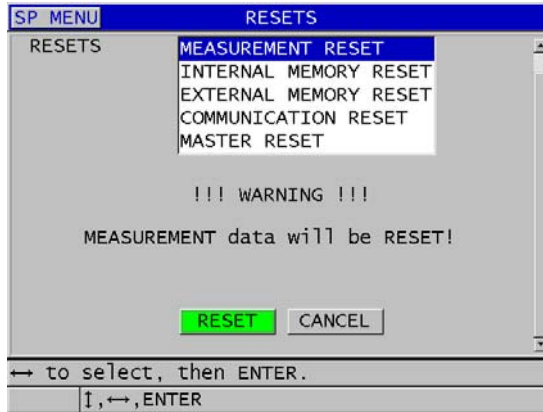 SP MENU RESETS
RESETS MEASUREMENT RESET
INTERNAL MEMORY RESET
EXTERNAL MEMORY RESET
COMMUNICATION RESET
MASTER RESET
!!! WARNING !!!
MEASUREMENT data will be RESET!
RESET CANCEL
↔ to select, then ENTER.
↕,↔,ENTER